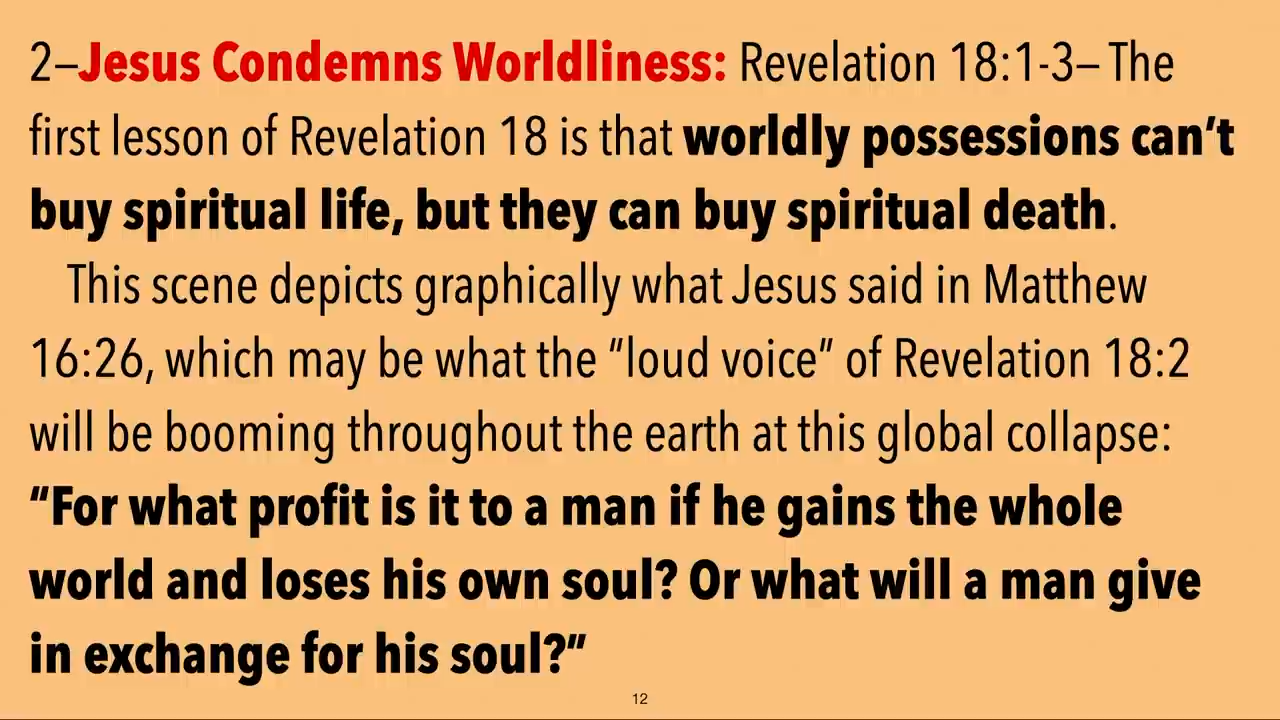 2–Jesus Condemns Worldliness: Revelation 18:1-3– The
first lesson of Revelation 18 is that worldly possessions can’t
buy spiritual life, but they can buy spiritual death.
This scene depicts graphically what Jesus said in Matthew
16:26, which may be what the “loud voice” of Revelation 18:2
will be booming throughout the earth at this global collapse:
“For what profit is it to a man if he gains the whole
world and loses his own soul? Or what will a man give
in exchange for his soul?”
12